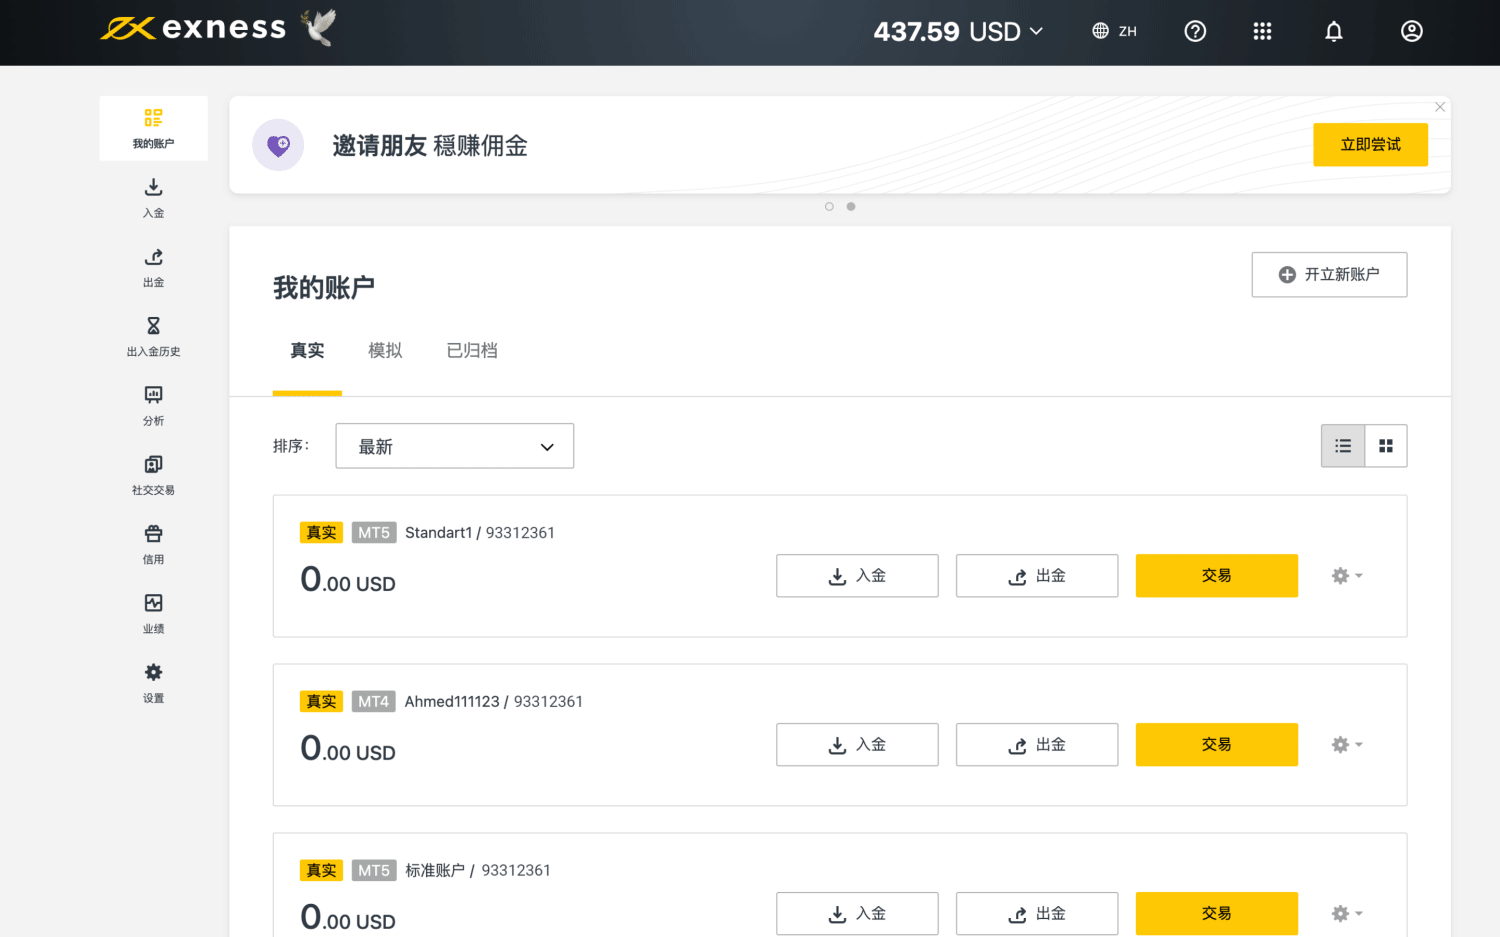 exness
437.59 USD
ZH
我的账户
入金
出金
出入金历史
分析
社交交易
信用
业绩
设置
邀请朋友 穩赚佣金
立即尝试
我的账户
开立新账户
真实 模拟 已归档
排序: 最新
真实 MT5 Standart1 / 93312361
0.00 USD
入金 出金 交易
真实 MT4 Ahmed111123 / 93312361
0.00 USD
入金 出金 交易
真实 MT5 标准账户 / 93312361
0.00 USD
入金 出金 交易